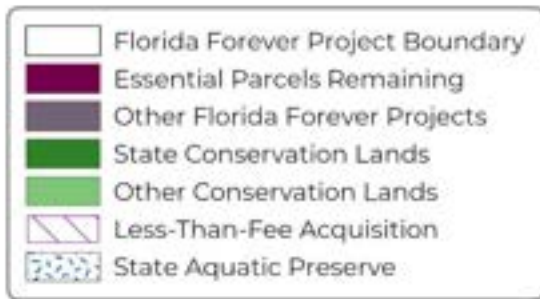 Florida Forever Project Boundary
Essential Parcels Remaining
Other Florida Forever Projects
State Conservation Lands
Other Conservation Lands
Less-Than-Fee Acquisition
State Aquatic Preserve